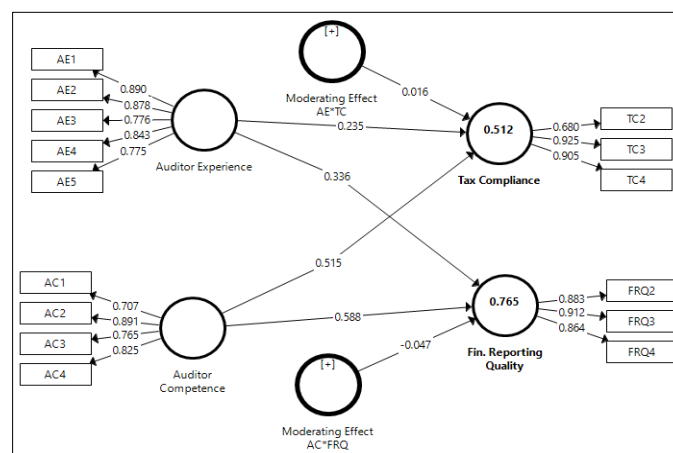 [+]
AE1
AE2
AE3
AE4
AE5
0.890
0.878
0.776
0.843
0.775
Auditor Experience
Moderating Effect
AE*TC
0.016
0.235
0.336
0.512
Tax Compliance
0.680
0.925
0.905
TC2
TC3
TC4
AC1
AC2
AC3
AC4
0.707
0.891
0.765
0.825
Auditor
Competence
0.515
0.588
-0.047
0.765
Fin. Reporting
Quality
0.883
0.912
0.864
FRQ2
FRQ3
FRQ4
[+]
Moderating Effect
AC*FRQ